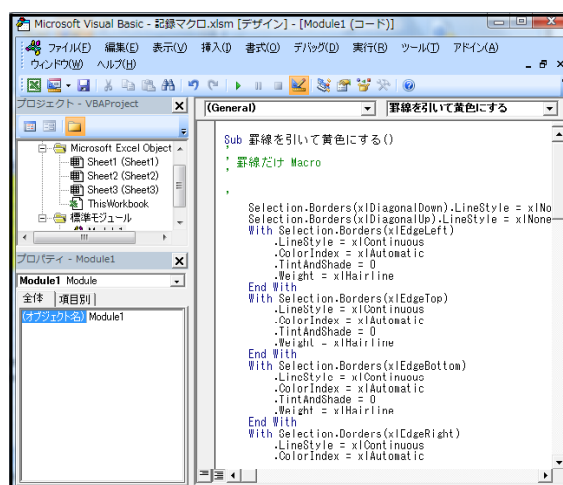 Microsoft Visual Basic - 記録マクロ.xlsm [デザイン] - [Module1 (コード)]
ファイル(F) 編集(E) 表示(V) 挿入(I) 書式(O) デバッグ(D) 実行(R) ツール(T) アドイン(A)
ウィンドウ(W) ヘルプ(H)
プロジェクト - VBAProject
Microsoft Excel Object
Sheet1 (Sheet1)
Sheet2 (Sheet2)
Sheet3 (Sheet3)
ThisWorkbook
標準モジュール
プロパティ - Module1
Module1 Module
全体 項目別
(オブジェクト名) Module1
(General) 罫線を引いて黄色にする
Sub 罫線を引いて黄色にする()
'
' 罫線だけ Macro
'
Selection.Borders(xlDiagonalDown).LineStyle = xlNo
Selection.Borders(xlDiagonalUp).LineStyle = xlNone
With Selection.Borders(xlEdgeLeft)
.LineStyle = xlContinuous
.ColorIndex = xlAutomatic
.TintAndShade = 0
.Weight = xlHairline
End With
With Selection.Borders(xlEdgeTop)
.LineStyle = xlContinuous
.ColorIndex = xlAutomatic
.TintAndShade = 0
.Weight = xlHairline
End With
With Selection.Borders(xlEdgeBottom)
.LineStyle = xlContinuous
.ColorIndex = xlAutomatic
.TintAndShade = 0
.Weight = xlHairline
End With
With Selection.Borders(xlEdgeRight)
.LineStyle = xlContinuous
.ColorIndex = xlAutomatic